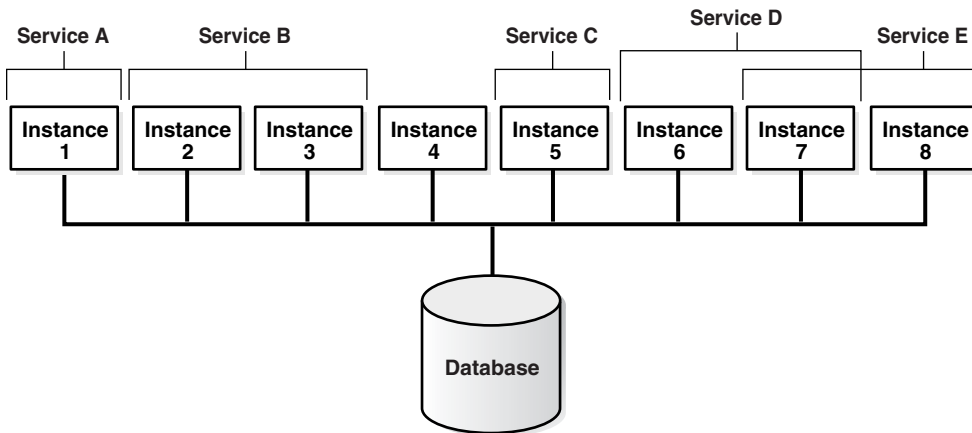 Service D
Service A
Service B
Service C
Service E
Instance
1
Instance
2
Instance
3
Instance
4
Instance
5
Instance
6
Instance
7
Instance
8
Database